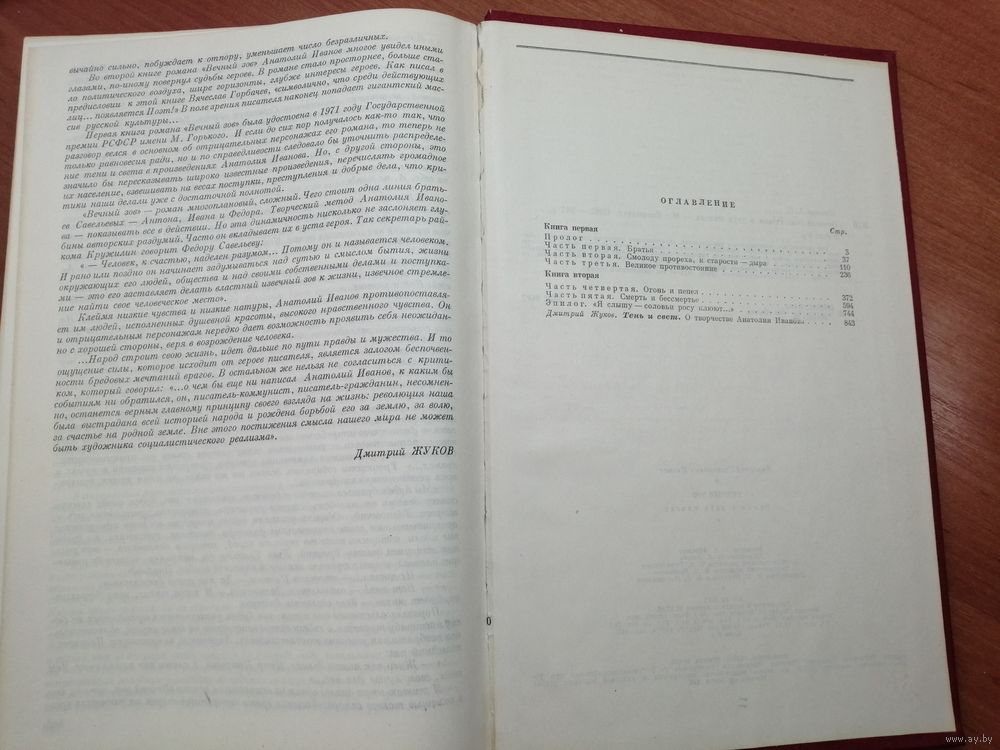 вычайно сильно, побуждает к отпору, уменьшает число безразличных.
Во второй книге романа «Вечный зов» Анатолий Иванов многое увидел иными
глазами, по-иному повернул судьбы героев. В романе стало просторнее, больше ста-
ло политического воздуха, шире горизонты, глубже интересы героев. Как писал в
предисловии к этой книге Вячеслав Горбачев, «символично, что среди действующих
лиц... появляется Поэт!» В поле зрения писателя наконец попадает гигантский мас-
сив русской культуры...
Первая книга романа «Вечный зов» была удостоена в 1971 году Государственной
премии РСФСР имени М. Горького. И если до сих пор получалось как-то так, что
разговор велся в основном об отрицательных персонажах его романа, то теперь не
только равновесия ради, но и по справедливости следовало бы уточнить распределе-
ние тени и света в произведениях Анатолия Иванова. Но, с другой стороны, это
значило бы пересказывать широко известные произведения, перечислять громадное
их население, взвешивать на весах поступки, преступления и добрые дела, что кри-
тики наши делали уже с достаточной полнотой.
«Вечный зов» — роман многоплановый, сложный. Чего стоит одна линия брать-
ев Савельевых — Антона, Ивана и Федора. Творческий метод Анатолия Ивано-
ва — показывать все в действии. Но эта динамичность нисколько не заслоняет глу-
бины авторских раздумий. Часто он вкладывает их в уста героя. Так секретарь рай-
кома Кружилин говорит Федору Савельеву:
« — Человек, к счастью, наделен разумом... Потому он и называется человеком.
И рано или поздно он начинает задумываться над сутью и смыслом бытия, жизни
окружающих его людей, общества и над своими собственными делами и поступка-
ми — это его заставляет делать властный извечный зов к жизни, извечное стремле-
ние найти свое человеческое место».
Клеймя низкие чувства и низкие натуры, Анатолий Иванов противопоставля-
ет им людей, исполненных душевной красоты, высокого нравственного чувства. Он
и отрицательным персонажам нередко дает возможность проявить себя неожидан-
но с хорошей стороны, веря в возрождение человека.
...Народ строит свою жизнь, идет дальше по пути правды и мужества. И то
ощущение силы, которое исходит от героев писателя, является залогом беспочвен-
ности бредовых мечтаний врагов. В остальном же нельзя не согласиться с крити-
ком, который говорил: «...о чем бы еще ни написал Анатолий Иванов, к каким бы
событиям ни обратился, он, писатель-коммунист, писатель-гражданин, несомнен-
но, останется верным главному принципу своего взгляда на жизнь: революция наша
была выстрадана всей историей народа и рождена борьбой его за землю, за волю,
за счастье на родной земле. Вне этого постижения смысла нашего мира не может
быть художника социалистического реализма».
Дмитрий ЖУКОВ
ОГЛАВЛЕНИЕ
Стр.
Книга первая
Пролог 5
Часть первая. Братья 37
Часть вторая. Смолоду прореха, к старости — дыра 110
Часть третья. Великое противостояние 236
Книга вторая
Часть четвертая. Огонь и пепел 372
Часть пятая. Смерть и бессмертье 594
Эпилог. «Я слышу — соловьи росу клюют...» 744
Дмитрий Жуков. Тень и свет. О творчестве Анатолия Иванова 843
www.ay.by